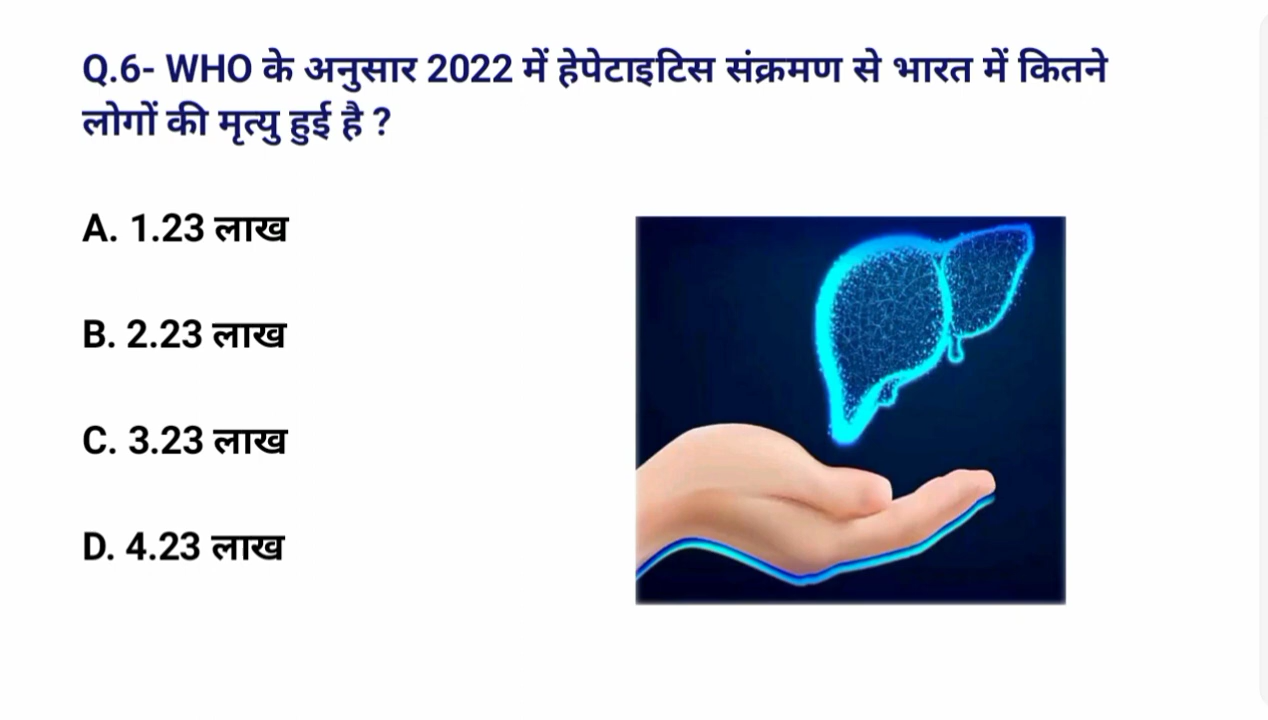 Q.6- WHO के अनुसार 2022 में हेपेटाइटिस संक्रमण से भारत में कितने
लोगों की मृत्यु हुई है ?
A. 1.23 लाख
B. 2.23 लाख
C. 3.23 लाख
D. 4.23 लाख